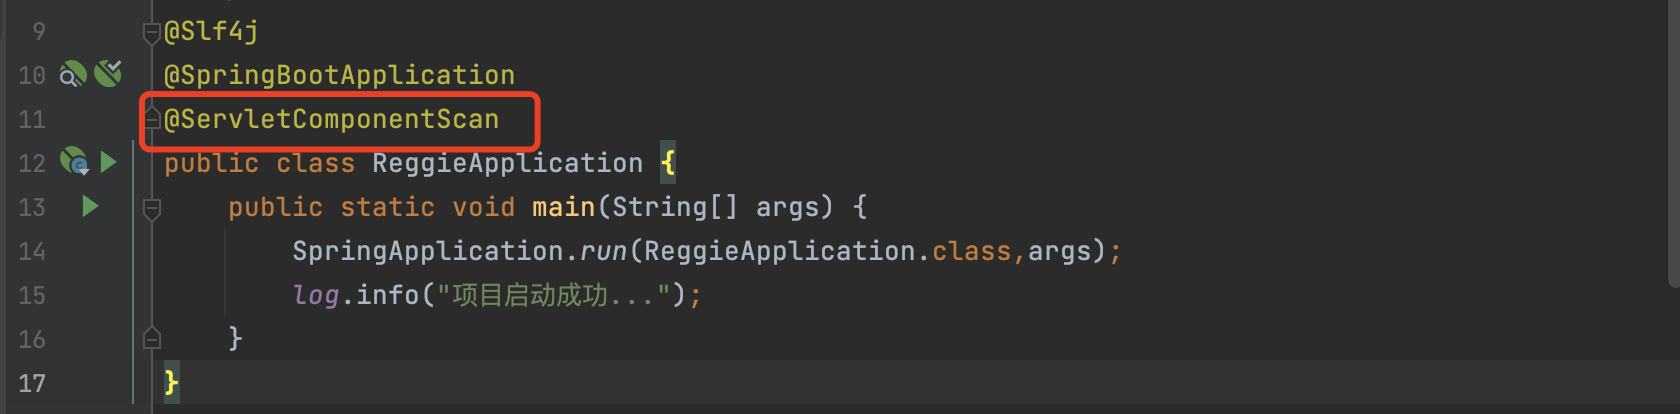 9 @Slf4j
10 @SpringBootApplication
11 @ServletComponentScan
12 public class ReggieApplication {
13 public static void main(String[] args) {
14 SpringApplication.run(ReggieApplication.class,args);
15 log.info("项目启动成功...");
16 }
17 }